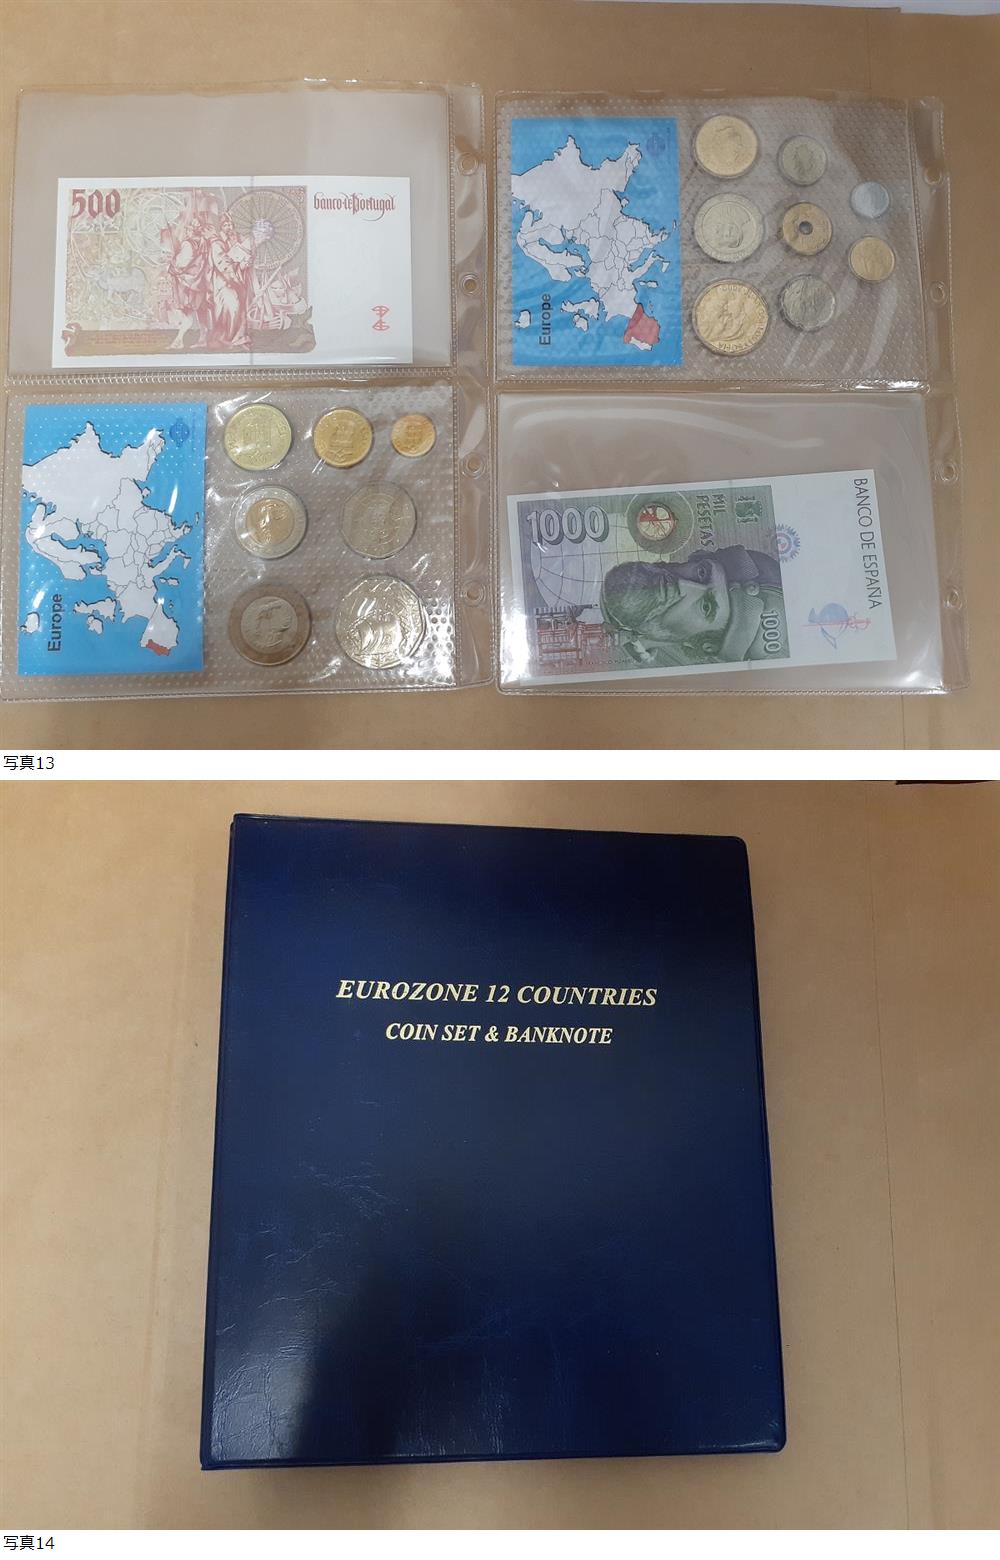 500
banco de Portugal
Europe
Europe
1000
MIL
PESETAS
1000
BANCO DE ESPAÑA
写真13
EUROZONE 12 COUNTRIES
COIN SET & BANKNOTE
写真14